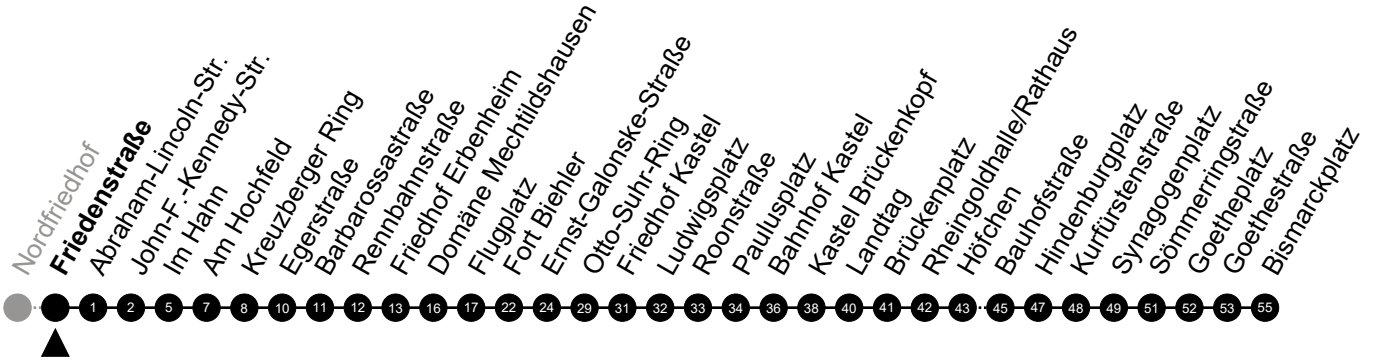 Nordfriedhof
Friedenstraße
Abraham-Lincoln-Str.
John-F.-Kennedy-Str.
Im Hahn
Am Hochfeld
Kreuzberger Ring
Egerstraße
Barbarossastraße
Rennbahnstraße
Friedhof Erbenheim
Domäne Mechtildshausen
Flugplatz
Fort Biehler
Ernst-Galonske-Straße
Otto-Suhr-Ring
Friedhof Kastel
Ludwigsplatz
Roonstraße
Paulusplatz
Bahnhof Kastel
Kastel Brückenkopf
Landtag
Brückenplatz
Rheingoldhalle/Rathaus
Höfchen
Bauhofstraße
Hindenburgplatz
Kurfürstenstraße
Synagogenplatz
Sömmerringstraße
Goetheplatz
Goethestraße
Bismarckplatz
1 2 5 7 8 10 11 12 13 16 17 22 24 29 31 32 33 34 36 38 40 41 42 43 45 47 48 49 51 52 53 55